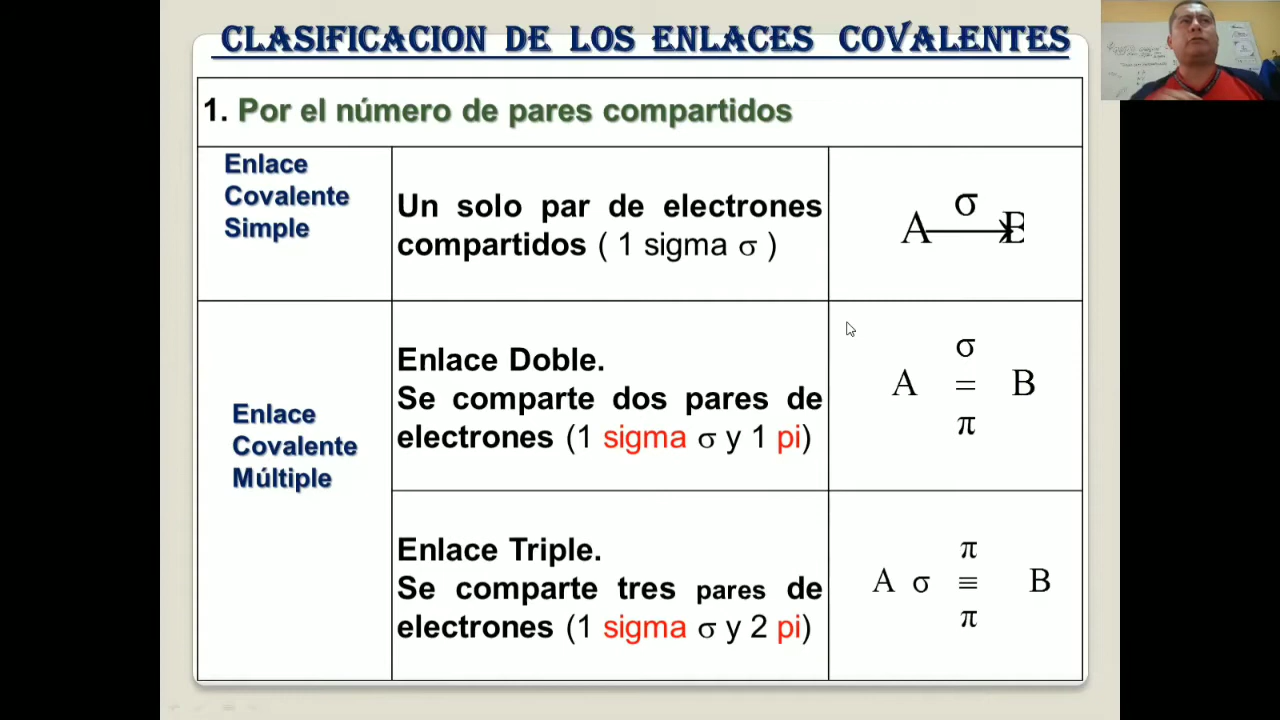 CLASIFICACION DE LOS ENLACES COVALENTES
1. Por el número de pares compartidos
Enlace
Covalente
Simple
Un solo par de electrones
compartidos ( 1 sigma σ )
σ
A B
Enlace
Covalente
Múltiple
Enlace Doble.
Se comparte dos pares de
electrones (1 sigma σ y 1 pi)
σ
A = B
π
Enlace Triple.
Se comparte tres pares de
electrones (1 sigma σ y 2 pi)
π
A σ ≡ B
π